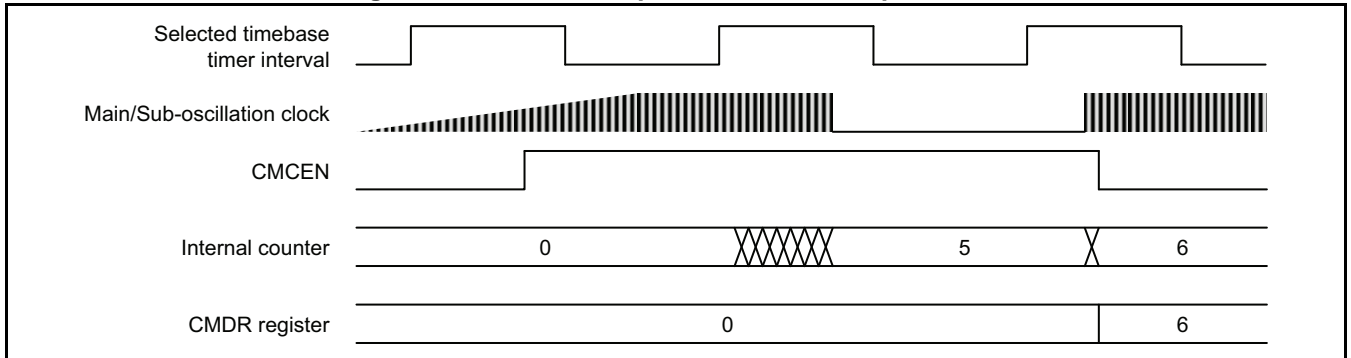 Selected timebase
timer interval
Main/Sub-oscillation clock
CMCEN
Internal counter
0
5
6
CMDR register
0
6